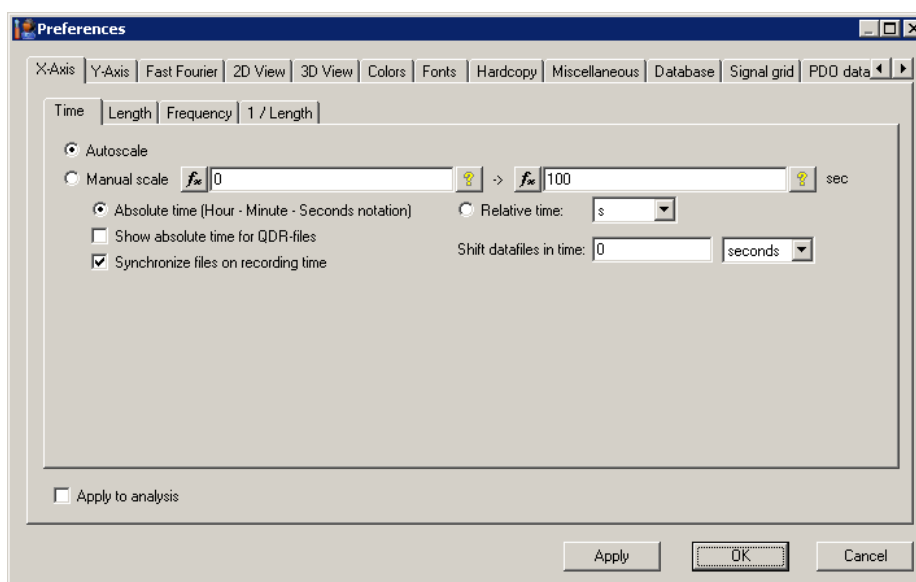 Preferences
X-Axis Y-Axis Fast Fourier 2D View 3D View Colors Fonts Hardcopy Miscellaneous Database Signal grid PDO data
Time Length Frequency 1 / Length
Autoscale
Manual scale fx 0 ? -> fx 100 ? sec
Absolute time (Hour - Minute - Seconds notation) Relative time: s
Show absolute time for QDR-files
Shift datafiles in time: 0 seconds
Synchronize files on recording time
Apply to analysis
Apply OK Cancel